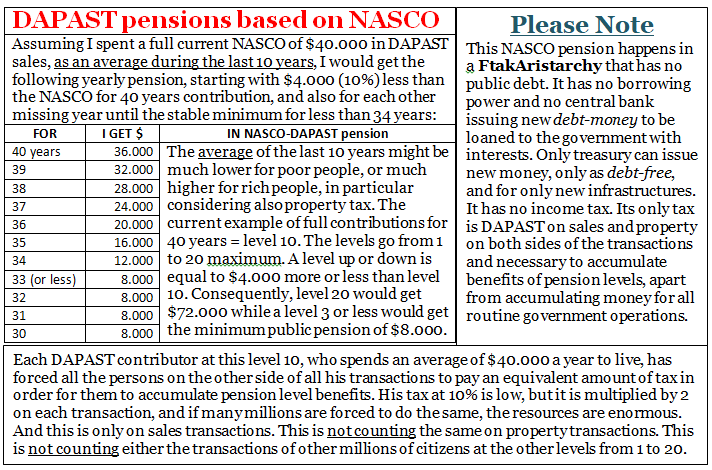 DAPAST pensions based on NASCO
Assuming I spent a full current NASCO of $40.000 in DAPAST
sales, as an average during the last 10 years, I would get the
following yearly pension, starting with $4.000 (10%) less than
the NASCO for 40 years contribution, and also for each other
missing year until the stable minimum for less than 34 years:
FOR I GET $ IN NASCO-DAPAST pension
40 years 36.000
39 32.000
38 28.000
37 24.000
36 20.000
35 16.000
34 12.000
33 (or less) 8.000
32 8.000
31 8.000
30 8.000
The average of the last 10 years might be
much lower for poor people, or much
higher for rich people, in particular
considering also property tax. The
current example of full contributions for
40 years = level 10. The levels go from 1
to 20 maximum. A level up or down is
equal to $4.000 more or less than level
10. Consequently, level 20 would get
$72.000 while a level 3 or less would get
the minimum public pension of $8.000.
Please Note
This NASCO pension happens in
a FtakAristarchy that has no
public debt. It has no borrowing
power and no central bank
issuing new debt-money to be
loaned to the government with
interests. Only treasury can issue
new money, only as debt-free,
and for only new infrastructures.
It has no income tax. Its only tax
is DAPAST on sales and property
on both sides of the transactions
and necessary to accumulate
benefits of pension levels, apart
from accumulating money for all
routine government operations.
Each DAPAST contributor at this level 10, who spends an average of $40.000 a year to live, has
forced all the persons on the other side of all his transactions to pay an equivalent amount of tax in
order for them to accumulate pension level benefits. His tax at 10% is low, but it is multiplied by 2
on each transaction, and if many millions are forced to do the same, the resources are enormous.
And this is only on sales transactions. This is not counting the same on property transactions. This
is not counting either the transactions of other millions of citizens at the other levels from 1 to 20.